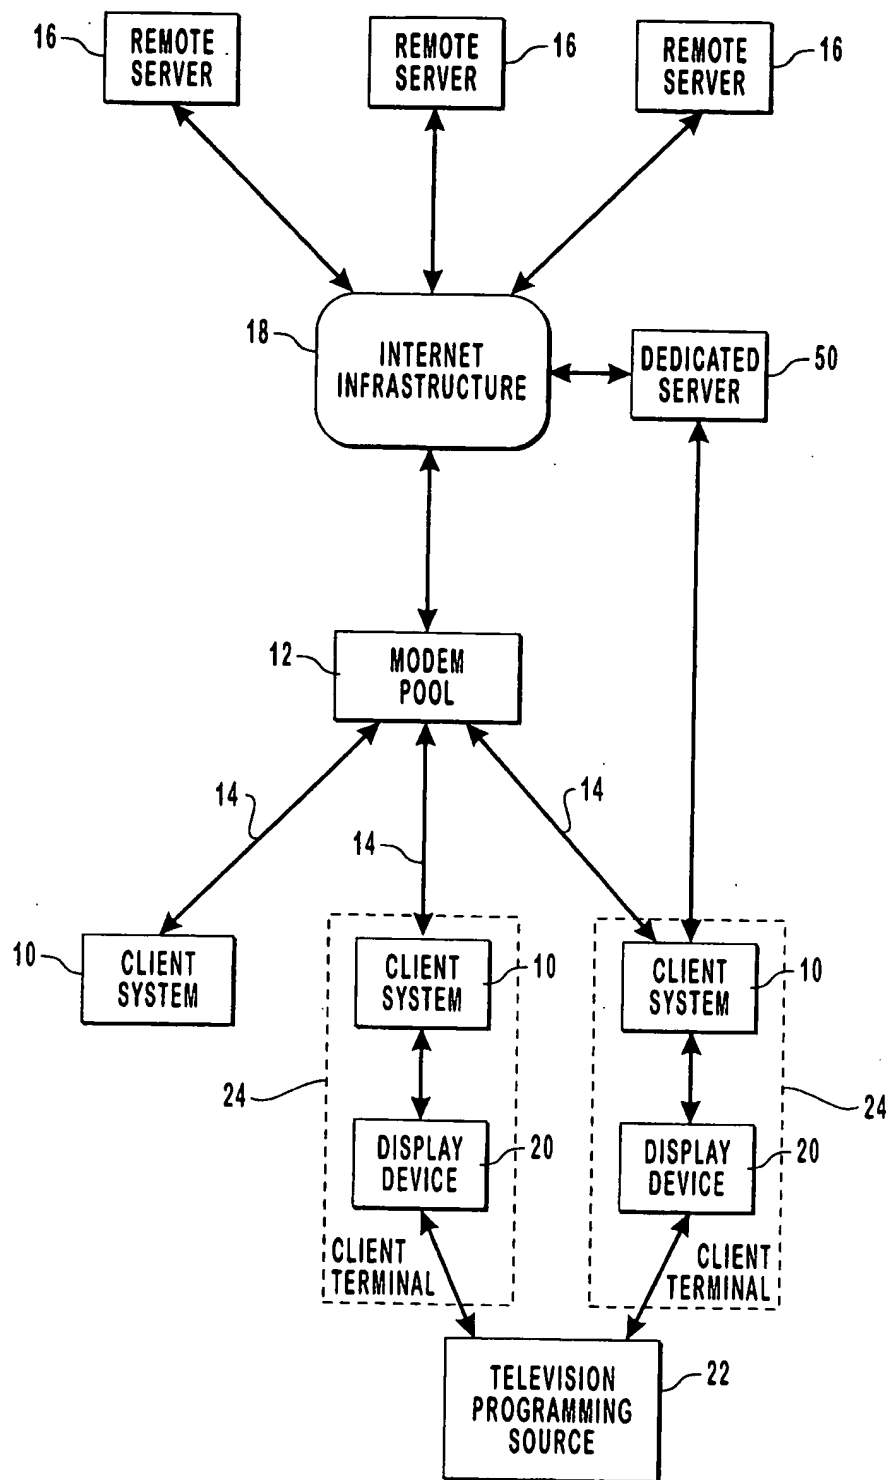 16
REMOTE
SERVER
REMOTE
SERVER
16
REMOTE
SERVER
16
18
INTERNET
INFRASTRUCTURE
DEDICATED
SERVER
50
12
MODEM
POOL
14
14
14
10
CLIENT
SYSTEM
CLIENT
SYSTEM
10
CLIENT
SYSTEM
10
24
24
DISPLAY
DEVICE
20
DISPLAY
DEVICE
20
CLIENT
TERMINAL
CLIENT
TERMINAL
TELEVISION
PROGRAMMING
SOURCE
22